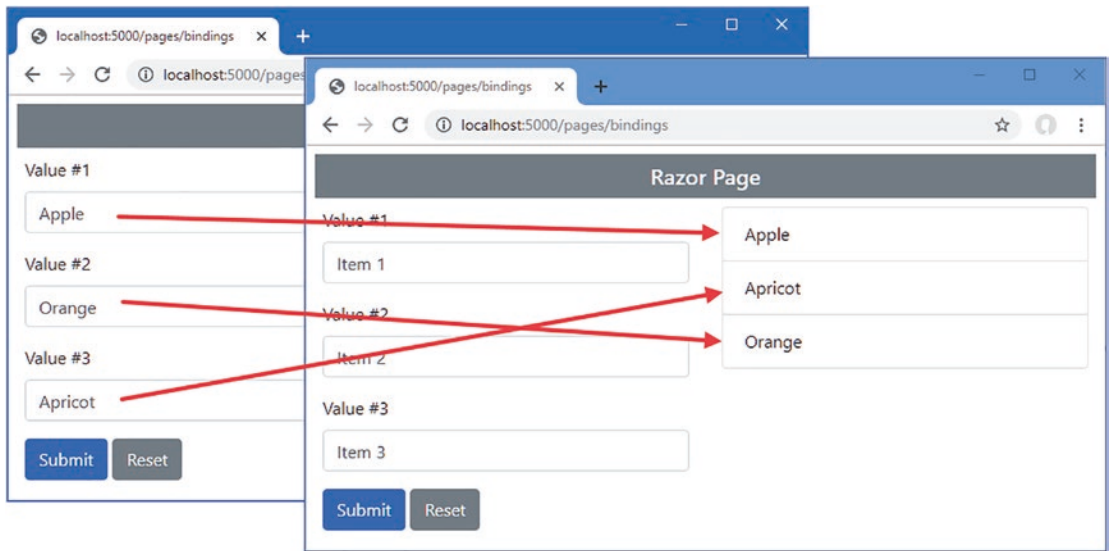 localhost:5000/pages/bindings
localhost:5000/pages
Value #1
Apple
Value #2
Orange
Value #3
Apricot
Submit Reset
localhost:5000/pages/bindings
localhost:5000/pages/bindings
Razor Page
Value #1
Item 1
Value #2
Item 2
Value #3
Item 3
Submit Reset
Apple
Apricot
Orange